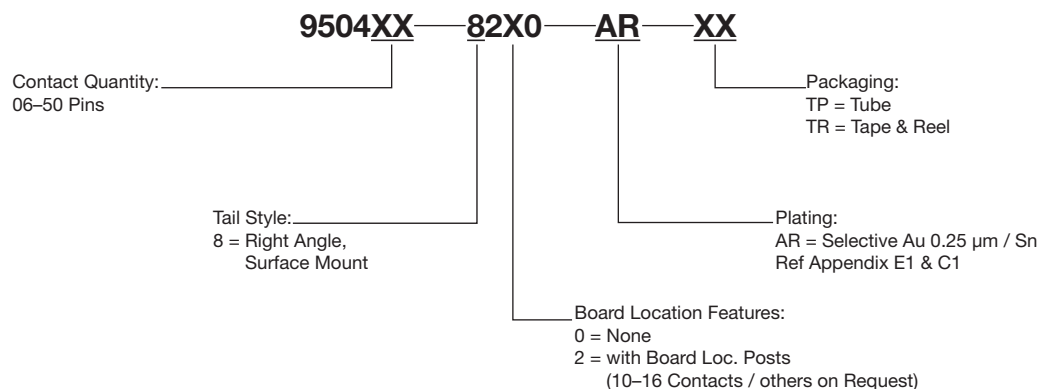 9504XX 82X0 AR XX
Contact Quantity:
06–50 Pins
Packaging:
TP = Tube
TR = Tape & Reel
Tail Style:
8 = Right Angle,
Surface Mount
Plating:
AR = Selective Au 0.25 µm / Sn
Ref Appendix E1 & C1
Board Location Features:
0 = None
2 = with Board Loc. Posts
(10–16 Contacts / others on Request)